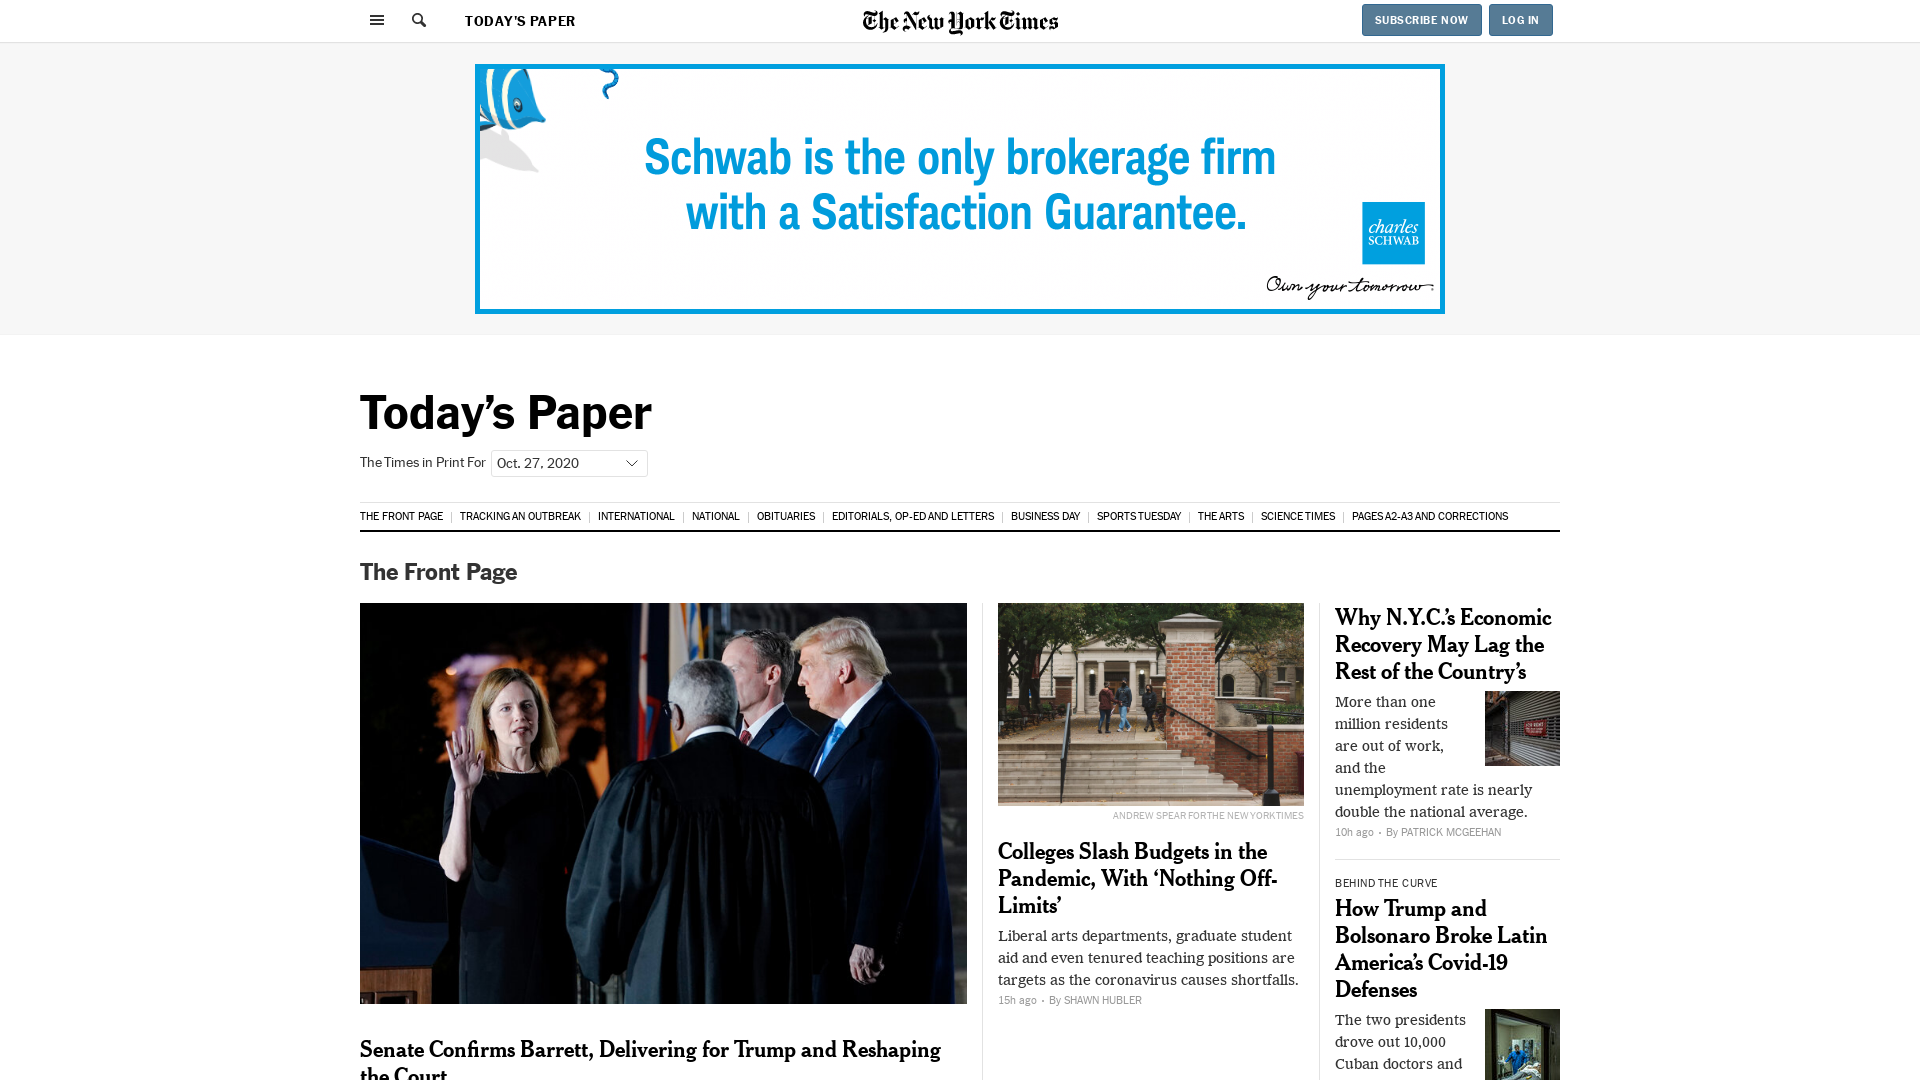 TODAY'S PAPER
The New York Times
SUBSCRIBE NOW
LOG IN
Schwab is the only brokerage firm
with a Satisfaction Guarantee.
charles
SCHWAB
Own your tomorrow.
Today’s Paper
The Times in Print For Oct. 27, 2020
THE FRONT PAGE TRACKING AN OUTBREAK INTERNATIONAL NATIONAL OBITUARIES EDITORIALS, OP-ED AND LETTERS BUSINESS DAY SPORTS TUESDAY THE ARTS SCIENCE TIMES PAGES A2-A3 AND CORRECTIONS
The Front Page
Senate Confirms Barrett, Delivering for Trump and Reshaping
the Court
ANDREW SPEAR FOR THE NEW YORK TIMES
Colleges Slash Budgets in the
Pandemic, With ‘Nothing Off-
Limits’
Liberal arts departments, graduate student
aid and even tenured teaching positions are
targets as the coronavirus causes shortfalls.
15h ago • By SHAWN HUBLER
Why N.Y.C.’s Economic
Recovery May Lag the
Rest of the Country’s
More than one
million residents
are out of work,
and the
unemployment rate is nearly
double the national average.
10h ago • By PATRICK MCGEEHAN
BEHIND THE CURVE
How Trump and
Bolsonaro Broke Latin
America’s Covid-19
Defenses
The two presidents
drove out 10,000
Cuban doctors and